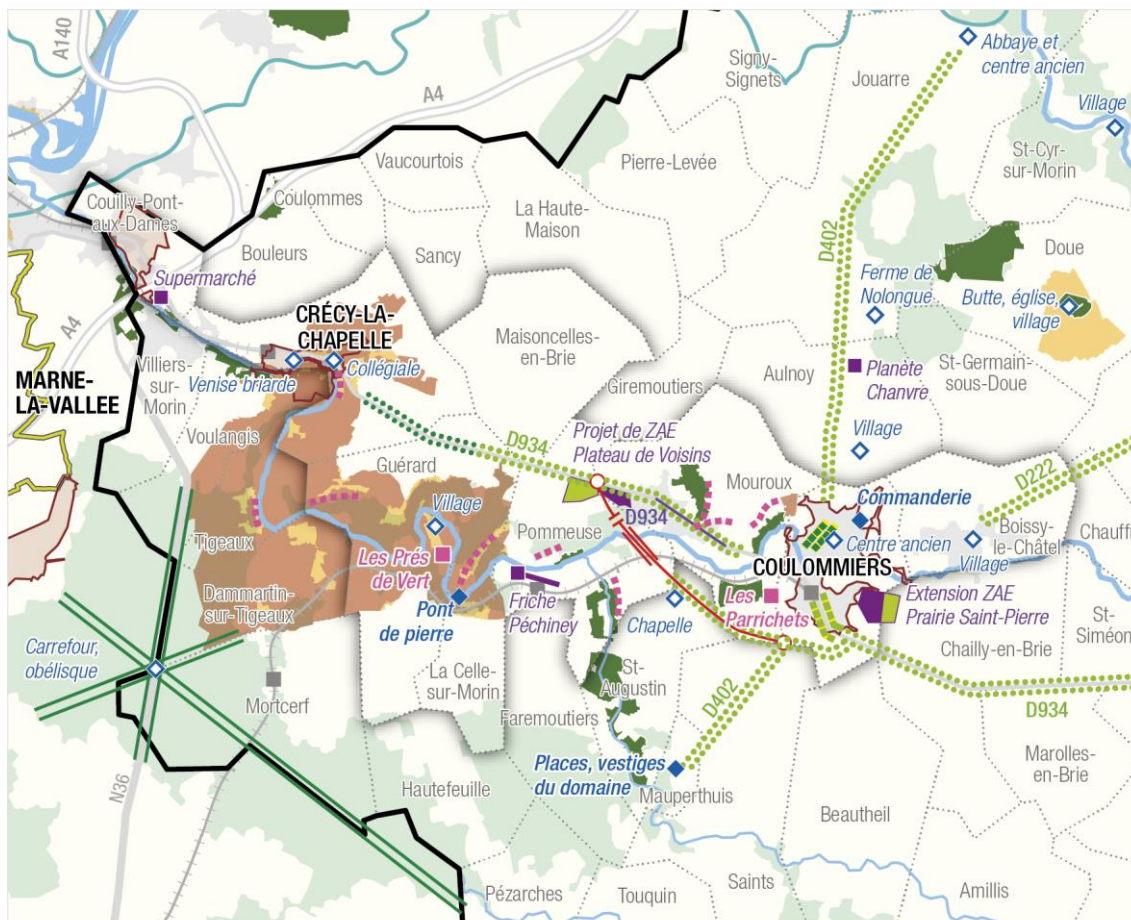 A140
A4
Signy-
Signets
Jouarre
Abbaye et
centre ancien
Village
St-Cyr-
sur-Morin
Vaucourtois
Pierre-Levée
Coulommes
Couilly-Pont-
aux-Dames
Bouleurs
Sancy
La Haute-
Maison
D402
Doue
Supermarché
Ferme de
Nolongue
Butte, église,
village
CRÉCY-LA-
CHAPELLE
Collégiale
Venise briarde
Maisoncelles-
en-Brie
Giremoutiers
Aulnoy
Planète
Chanvre
St-Germain-
sous-Doue
A4
Villiers-
sur-
Morin
MARNE-
LA-VALLEE
Voulangis
D934
Projet de ZAE
Plateau de Voisins
Village
Guérard
Mouroux
D222
Village
D934
Commanderie
Pommeuse
Centre ancien
Boissy-
le-Châtel
Chauffr
Tigeaux
Les Prés
de Vert
COULOMMIERS
Village
Dammartin-
sur-Tigeaux
Pont
de pierre
Friche
Péchiney
Chapelle
Les
Parrichets
Extension ZAE
Prairie Saint-Pierre
St-
Siméon
Carrefour,
obélisque
Mortcerf
La Celle-
sur-Morin
St-
Augustin
Chailly-en-Brie
Faremoutiers
D402
D934
N36
Hautefeuille
Places, vestiges
du domaine
Mauperthuis
Marolles-
en-Brie
Beautheil
Pézarches
Touquin
Saints
Amillis